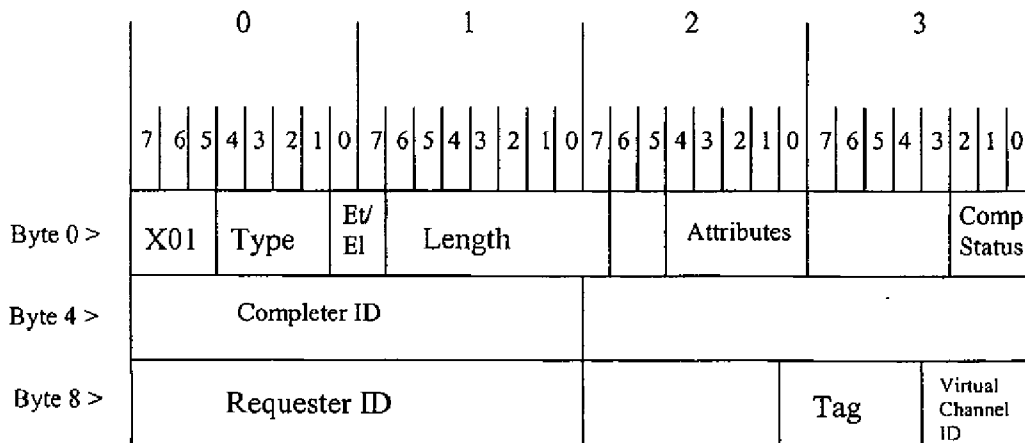 0 1 2 3
7 6 5 4 3 2 1 0 7 6 5 4 3 2 1 0 7 6 5 4 3 2 1 0 7 6 5 4 3 2 1 0
Byte 0 > X01 Type Et/ El Length Attributes Comp Status
Byte 4 > Completer ID
Byte 8 > Requester ID Tag Virtual Channel ID